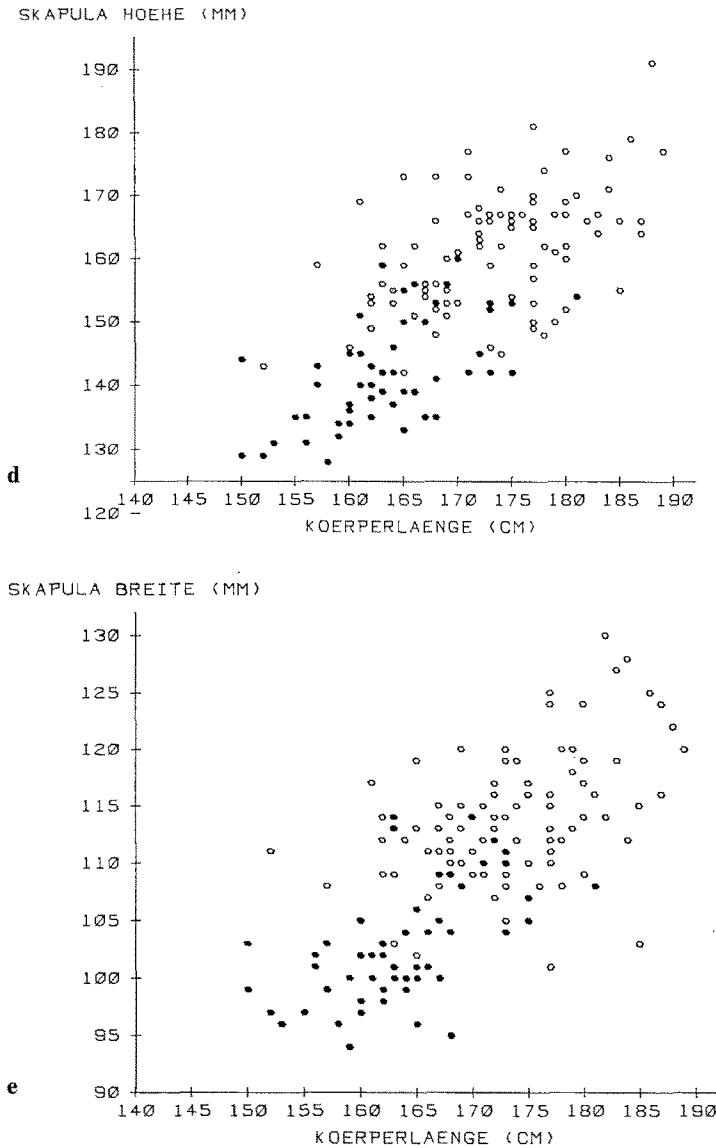 SKAPULA HOEHE (MM)
190
180
170
160
150
140
130
d
140 145 150 155 160 165 170 175 180 185 190
120
KOERPERLAENGE (CM)
SKAPULA BREITE (MM)
130
125
120
115
110
105
100
95
e
90
140 145 150 155 160 165 170 175 180 185 190
KOERPERLAENGE (CM)